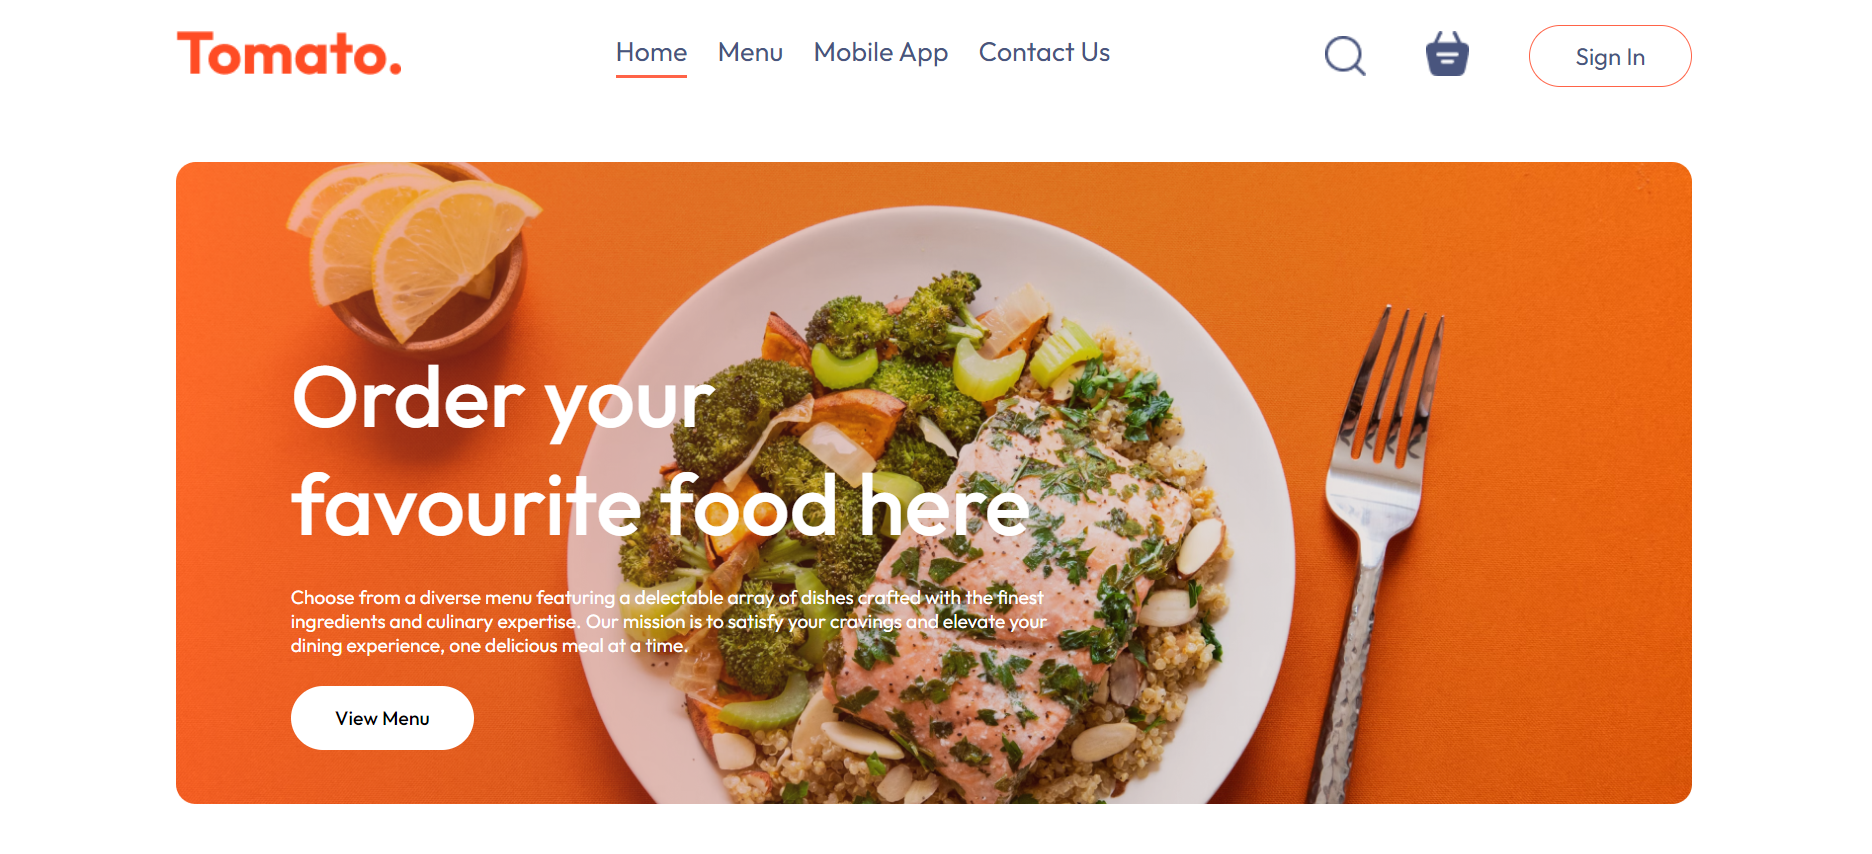 Tomato.
Home Menu Mobile App Contact Us
Sign In
Order your
favourite food here
Choose from a diverse menu featuring a delectable array of dishes crafted with the finest
ingredients and culinary expertise. Our mission is to satisfy your cravings and elevate your
dining experience, one delicious meal at a time.
View Menu